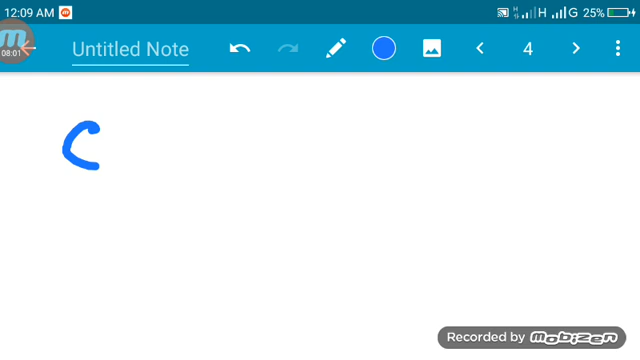 12:09 AM H H G 25%
08:01 Untitled Note 4
C
Recorded by mobizen